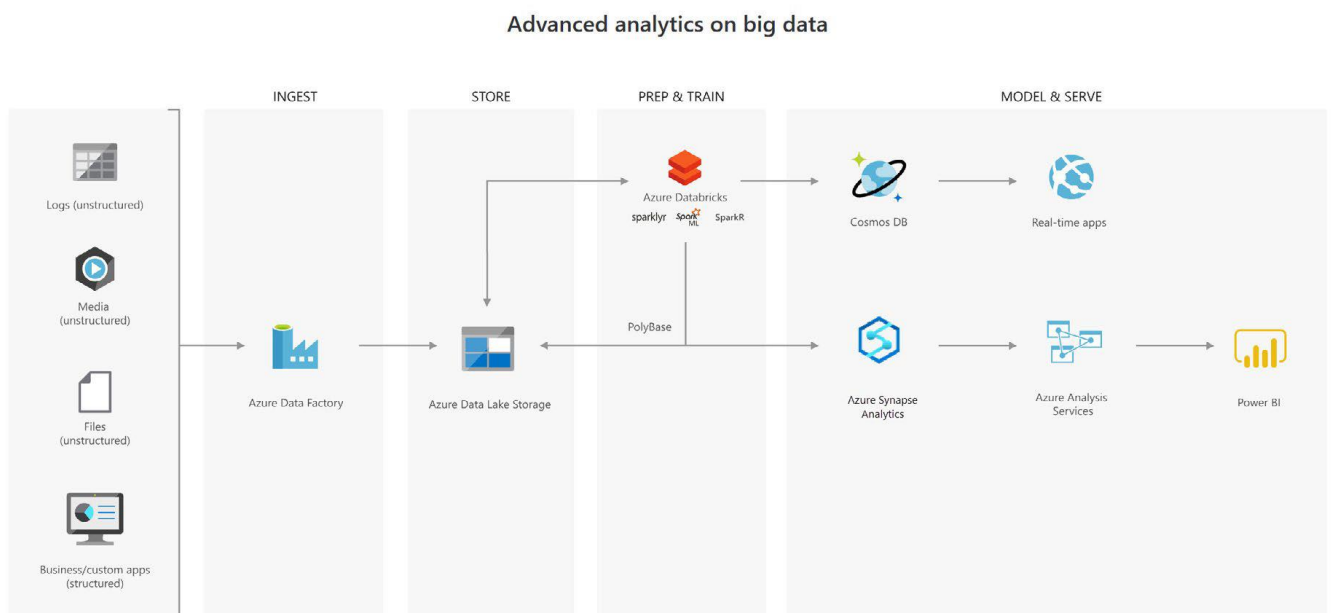 Advanced analytics on big data
INGEST
STORE
PREP & TRAIN
MODEL & SERVE
Logs (unstructured)
Media
(unstructured)
Files
(unstructured)
Business/custom apps
(structured)
Azure Data Factory
Azure Data Lake Storage
Azure Databricks
sparklyr
Spark
ML
SparkR
PolyBase
Cosmos DB
Real-time apps
Azure Synapse
Analytics
Azure Analysis
Services
Power BI